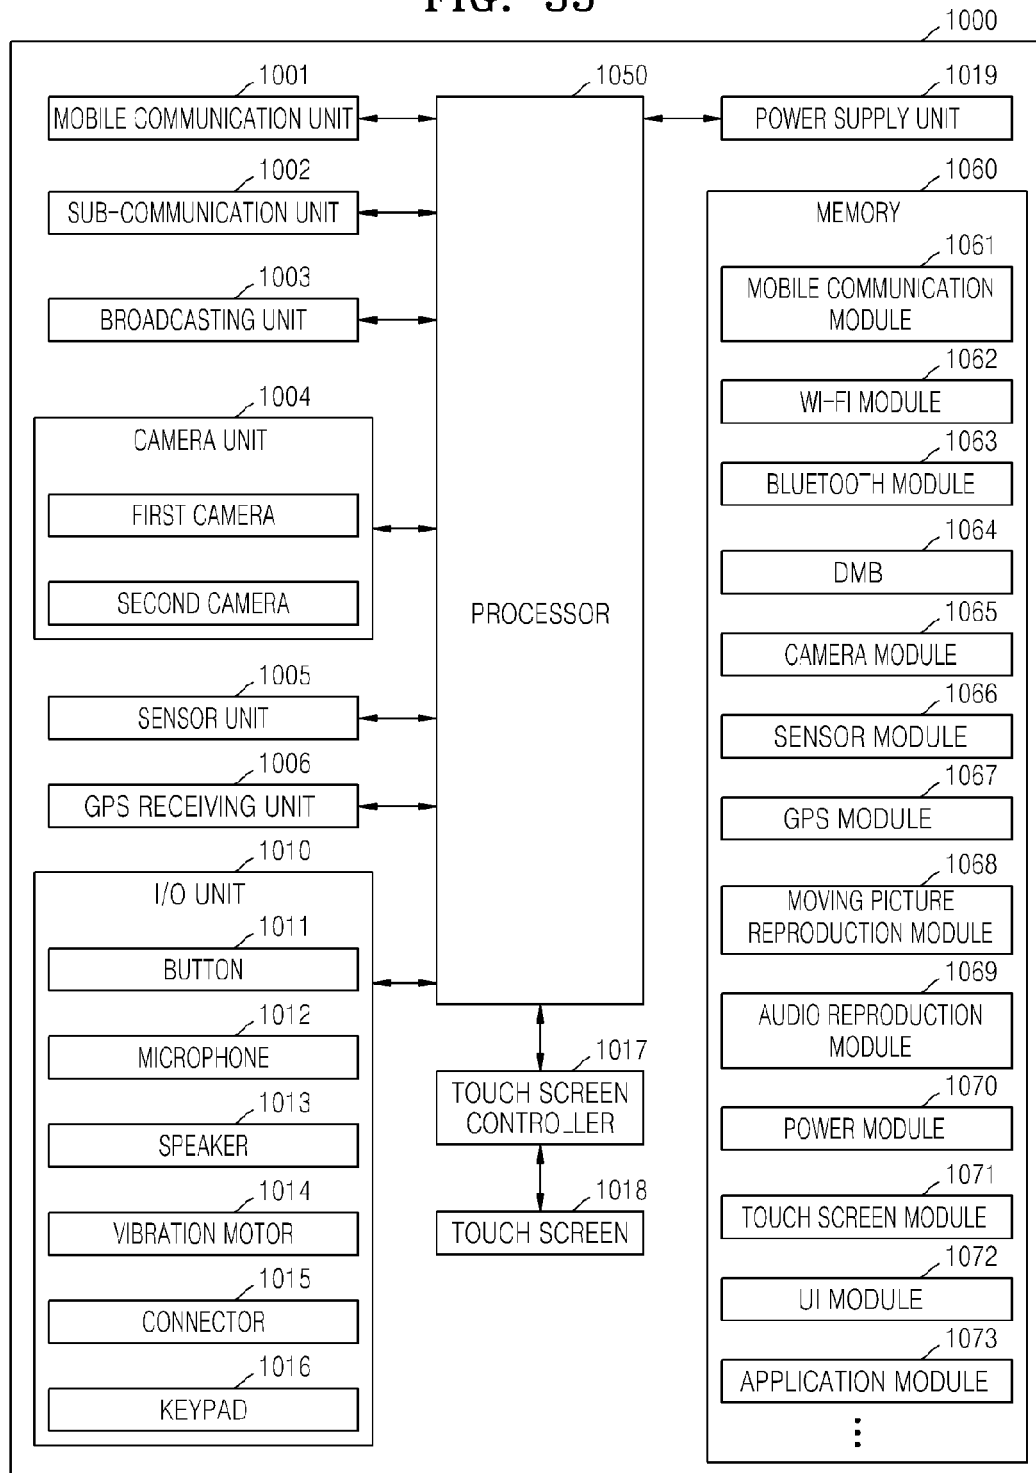 FIG. 33
1000
1001
MOBILE COMMUNICATION UNIT
1002
SUB-COMMUNICATION UNIT
1003
BROADCASTING UNIT
1004
CAMERA UNIT
FIRST CAMERA
SECOND CAMERA
1005
SENSOR UNIT
1006
GPS RECEIVING UNIT
1010
I/O UNIT
1011
BUTTON
1012
MICROPHONE
1013
SPEAKER
1014
VIBRATION MOTOR
1015
CONNECTOR
1016
KEYPAD
1050
PROCESSOR
1017
TOUCH SCREEN
CONTROLLER
1018
TOUCH SCREEN
1019
POWER SUPPLY UNIT
1060
MEMORY
1061
MOBILE COMMUNICATION
MODULE
1062
WI-FI MODULE
1063
BLUETOOTH MODULE
1064
DMB
1065
CAMERA MODULE
1066
SENSOR MODULE
1067
GPS MODULE
1068
MOVING PICTURE
REPRODUCTION MODULE
1069
AUDIO REPRODUCTION
MODULE
1070
POWER MODULE
1071
TOUCH SCREEN MODULE
1072
UI MODULE
1073
APPLICATION MODULE